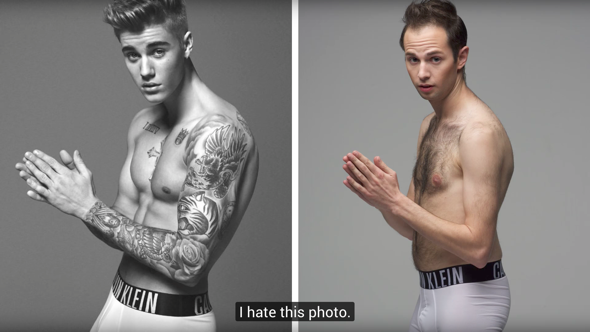 KLEIN
C
KLEIN
I hate this photo.